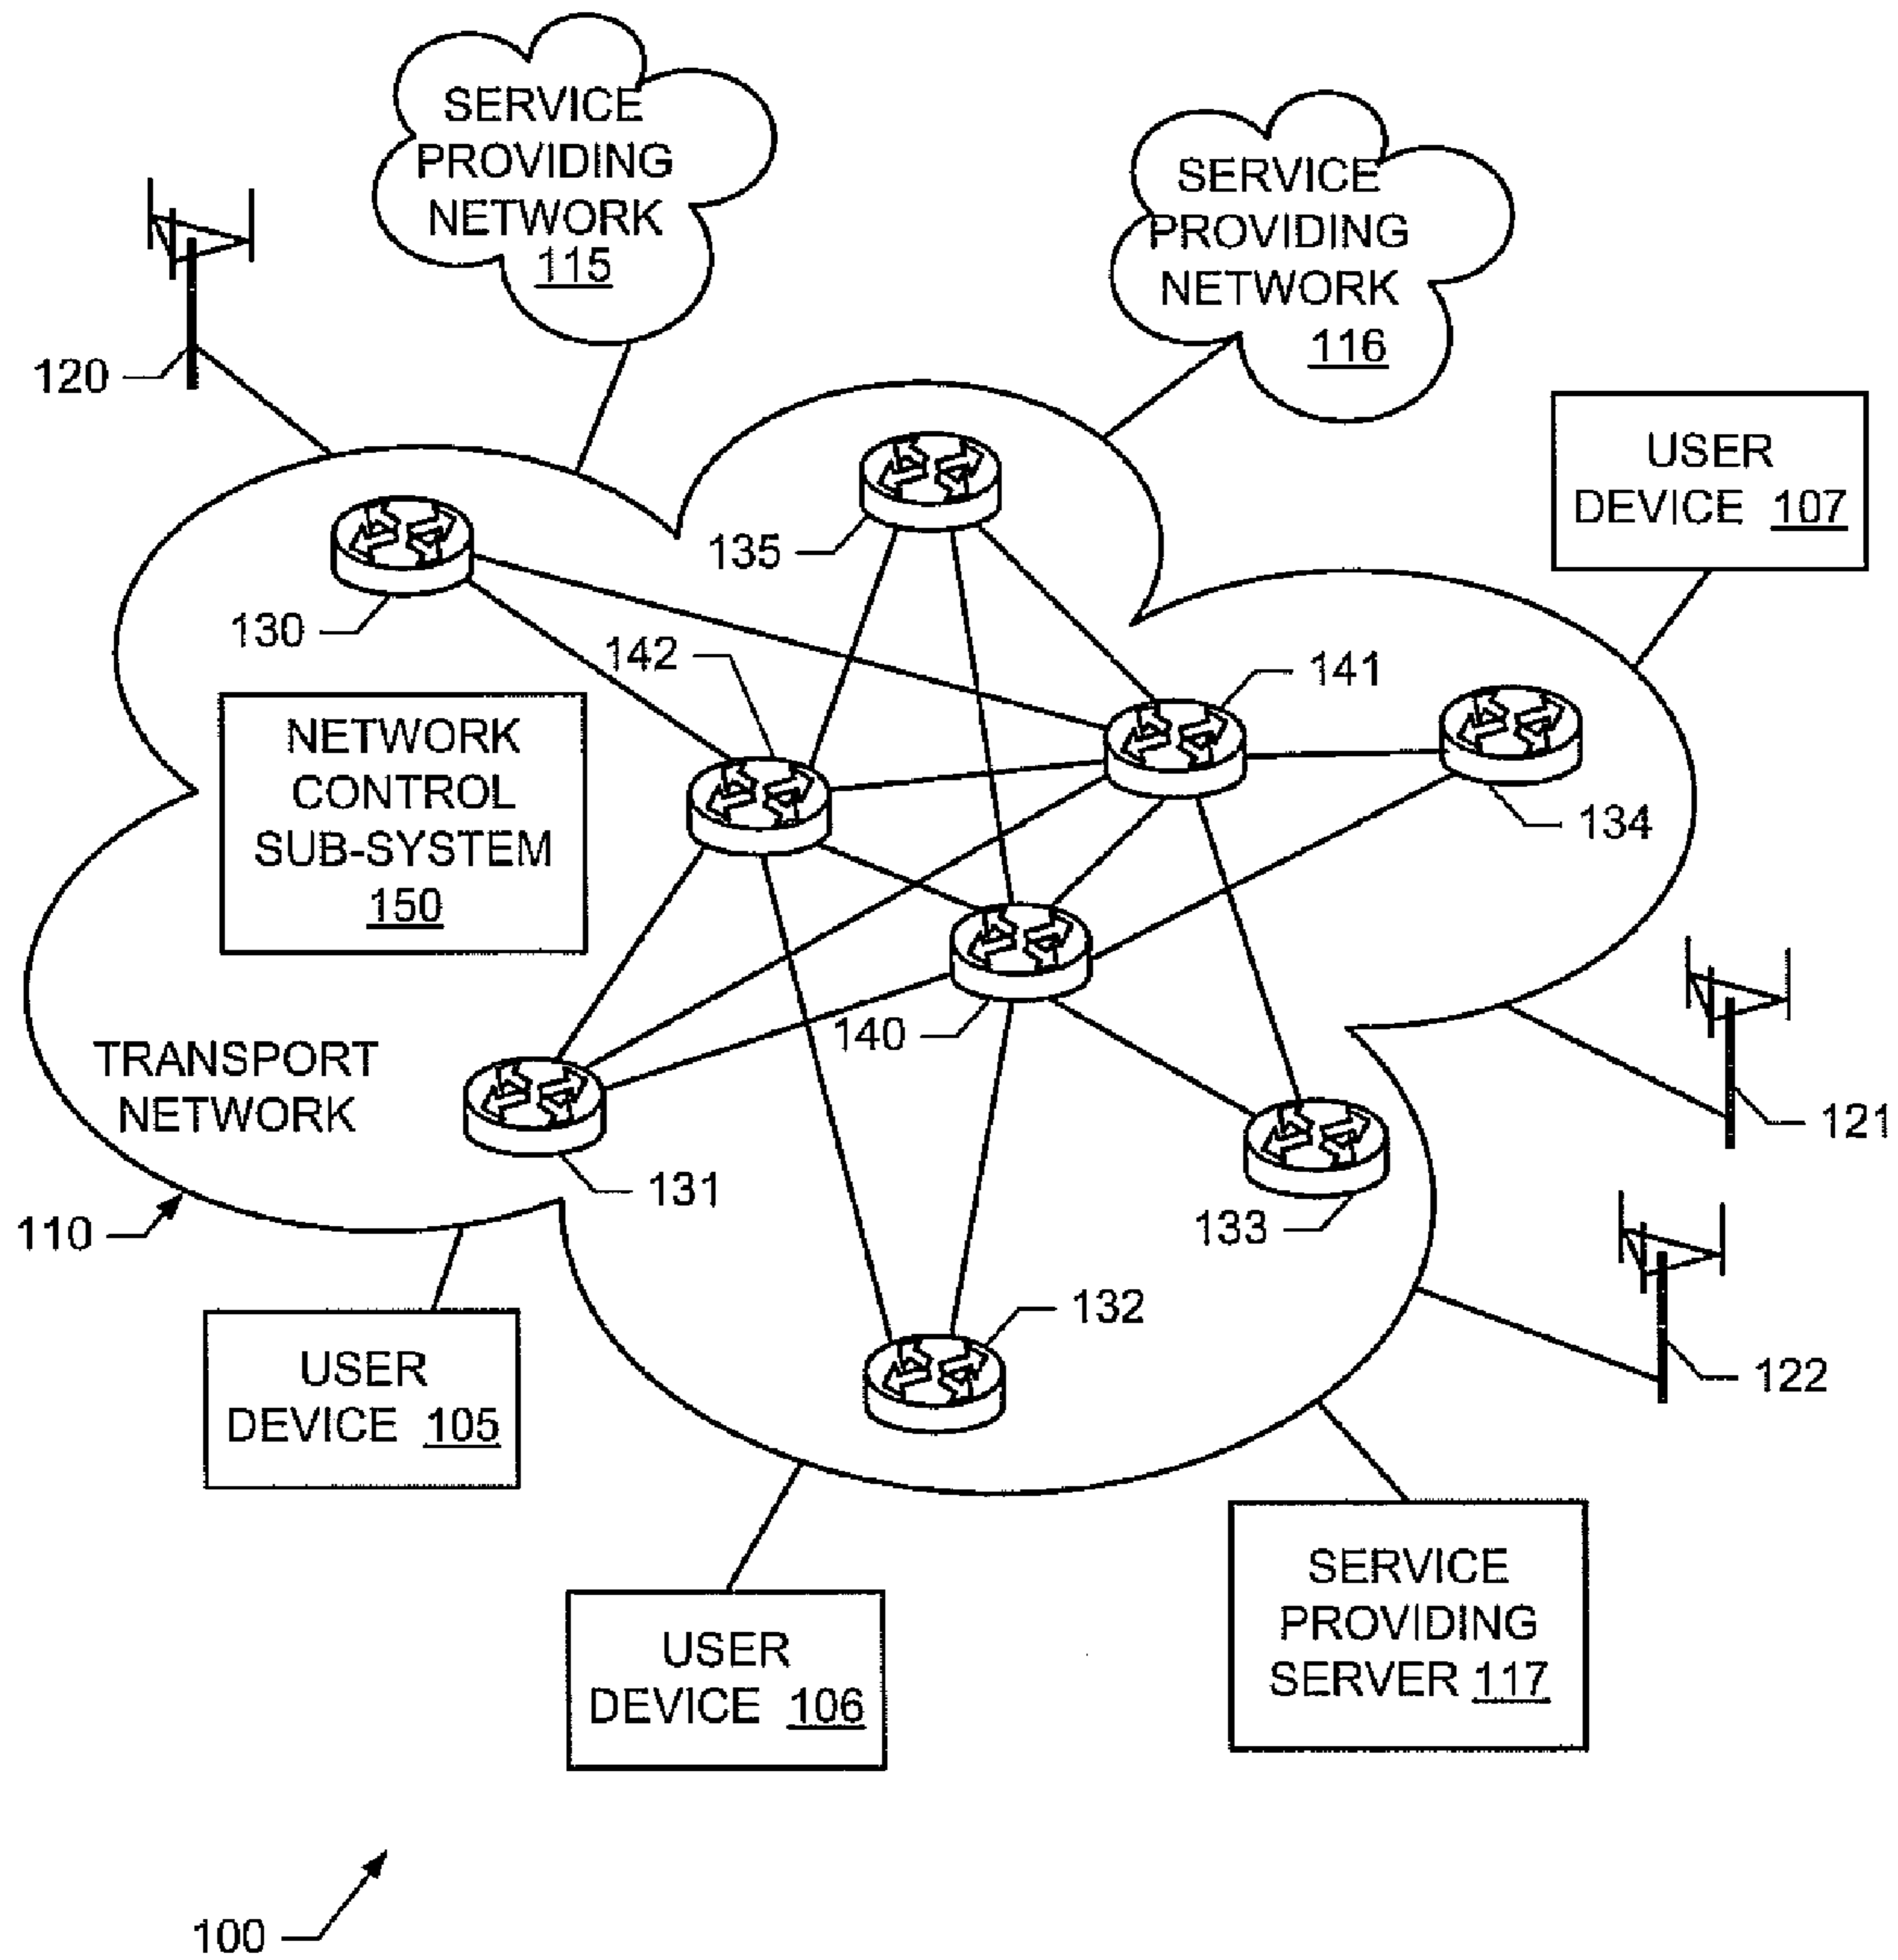 SERVICE
PROVIDING
NETWORK
115
SERVICE
PROVIDING
NETWORK
116
120
USER
DEVICE 107
135
130
142
141
NETWORK
CONTROL
SUB-SYSTEM
150
134
140
TRANSPORT
NETWORK
121
131
133
110
132
122
USER
DEVICE 105
USER
DEVICE 106
SERVICE
PROVIDING
SERVER 117
100